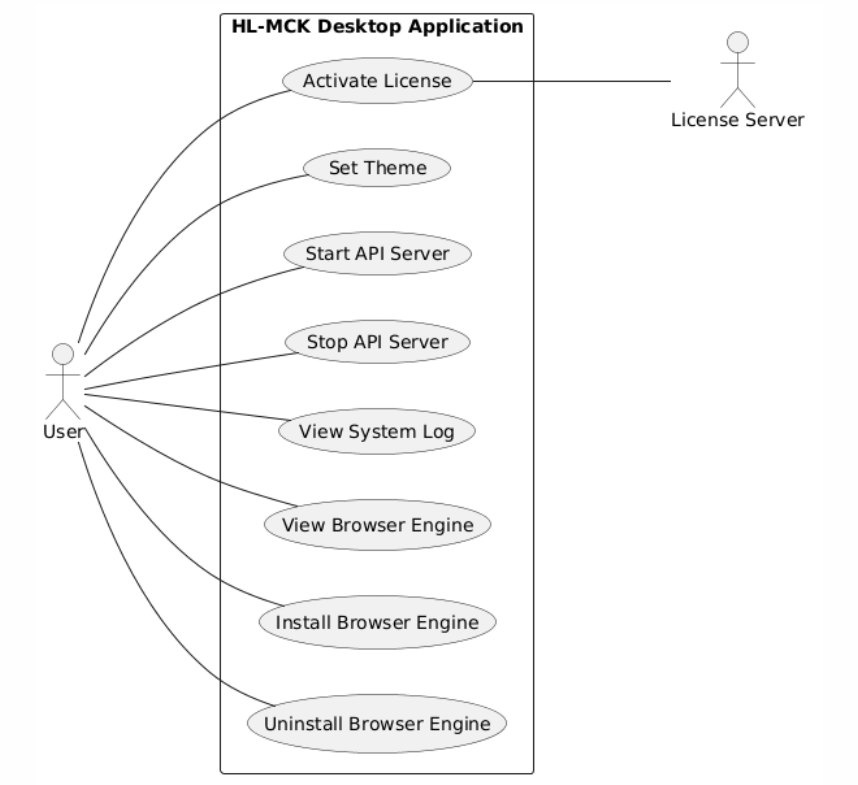 HL-MCK Desktop Application
Activate License
License Server
Set Theme
Start API Server
Stop API Server
User
View System Log
View Browser Engine
Install Browser Engine
Uninstall Browser Engine